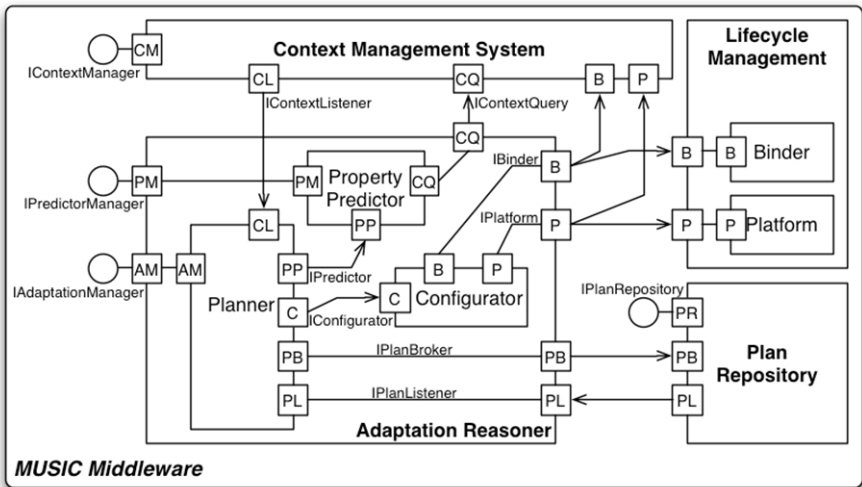 CM
Context Management System
IContextManager
CL
CQ
B
P
IContextListener
IContextQuery
Lifecycle
Management
B
B
Binder
P
P
Platform
CQ
IBinder
B
IPlatform
P
PM
IPredictorManager
PM
Property
Predictor
CQ
PP
CL
AM
AM
IAdaptationManager
PP
IPredictor
Planner
C
IConfigurator
B
P
C
Configurator
PB
IPlanBroker
PB
PL
IPlanListener
PL
Adaptation Reasoner
IPlanRepository
PR
PB
Plan
Repository
PL
MUSIC Middleware